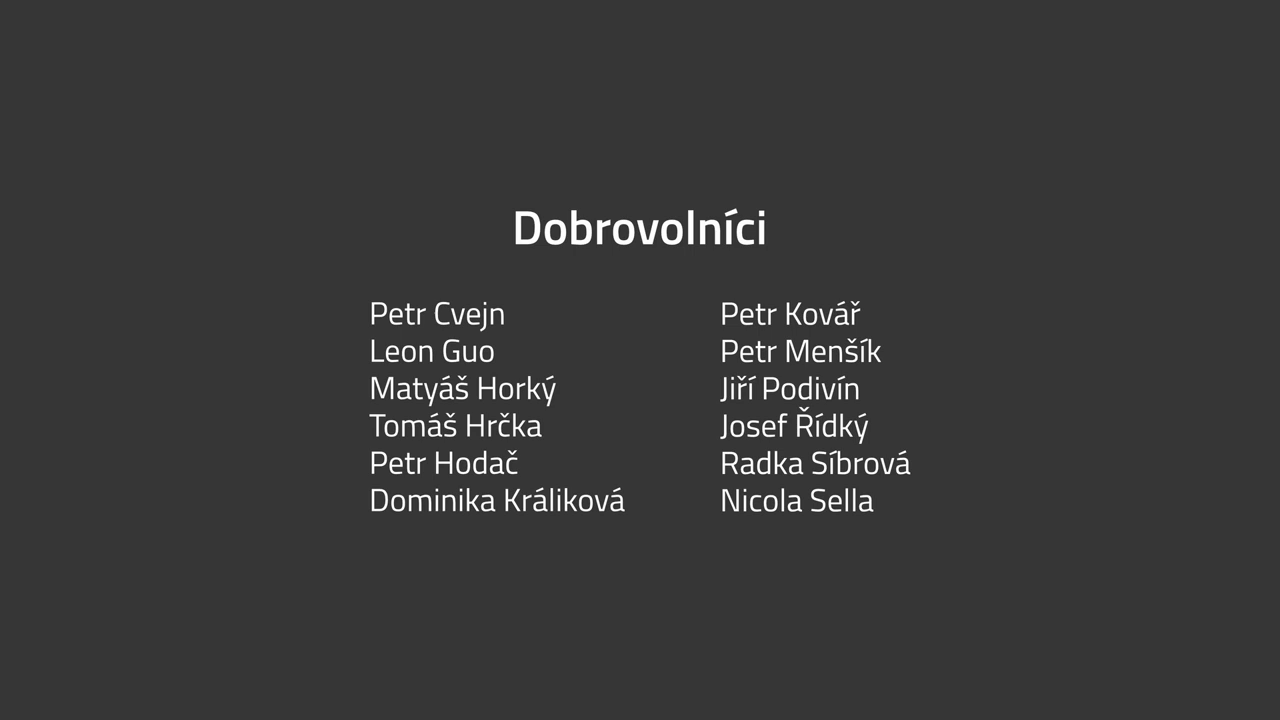 Dobrovolníci
Petr Cvejn
Leon Guo
Matyáš Horký
Tomáš Hrčka
Petr Hodač
Dominika Králiková
Petr Kovář
Petr Menšík
Jiří Podivín
Josef Řídký
Radka Síbrová
Nicola Sella